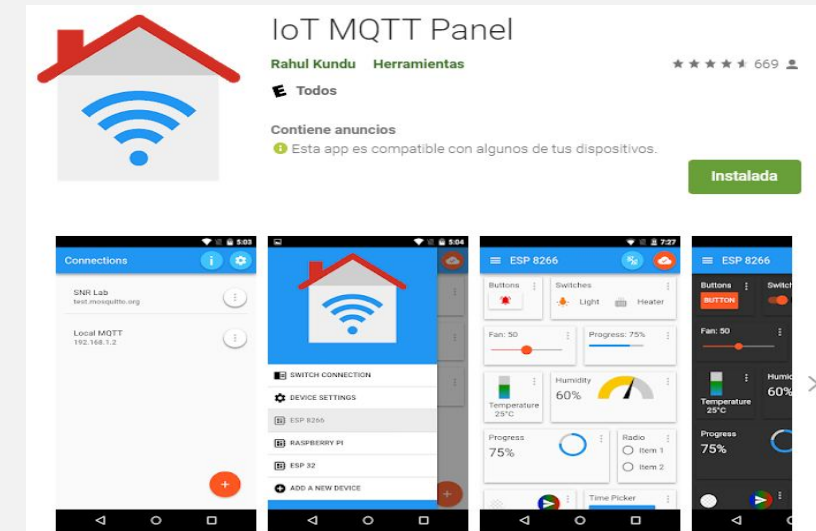 IoT MQTT Panel
Rahul Kundu Herramientas
669
E Todos
Contiene anuncios
Esta app es compatible con algunos de tus dispositivos.
Instalada
5:03
Connections
SNR Lab
test.mosquitto.org
Local MQTT
192.168.1.2
5:04
SWITCH CONNECTION
DEVICE SETTINGS
ESP 8266
RASPBERRY PI
ESP 32
ADD A NEW DEVICE
7:27
ESP 8266
Buttons Switches
Light Heater
Fan: 50 Progress: 75%
Temperature
25°C
Humidity
60%
Progress
75%
Radio
Item 1
Item 2
Time Picker
ESP 8266
Buttons Switch
BUTTON
Fan: 50
Temperature
25°C
Humid
60%
Progress
75%